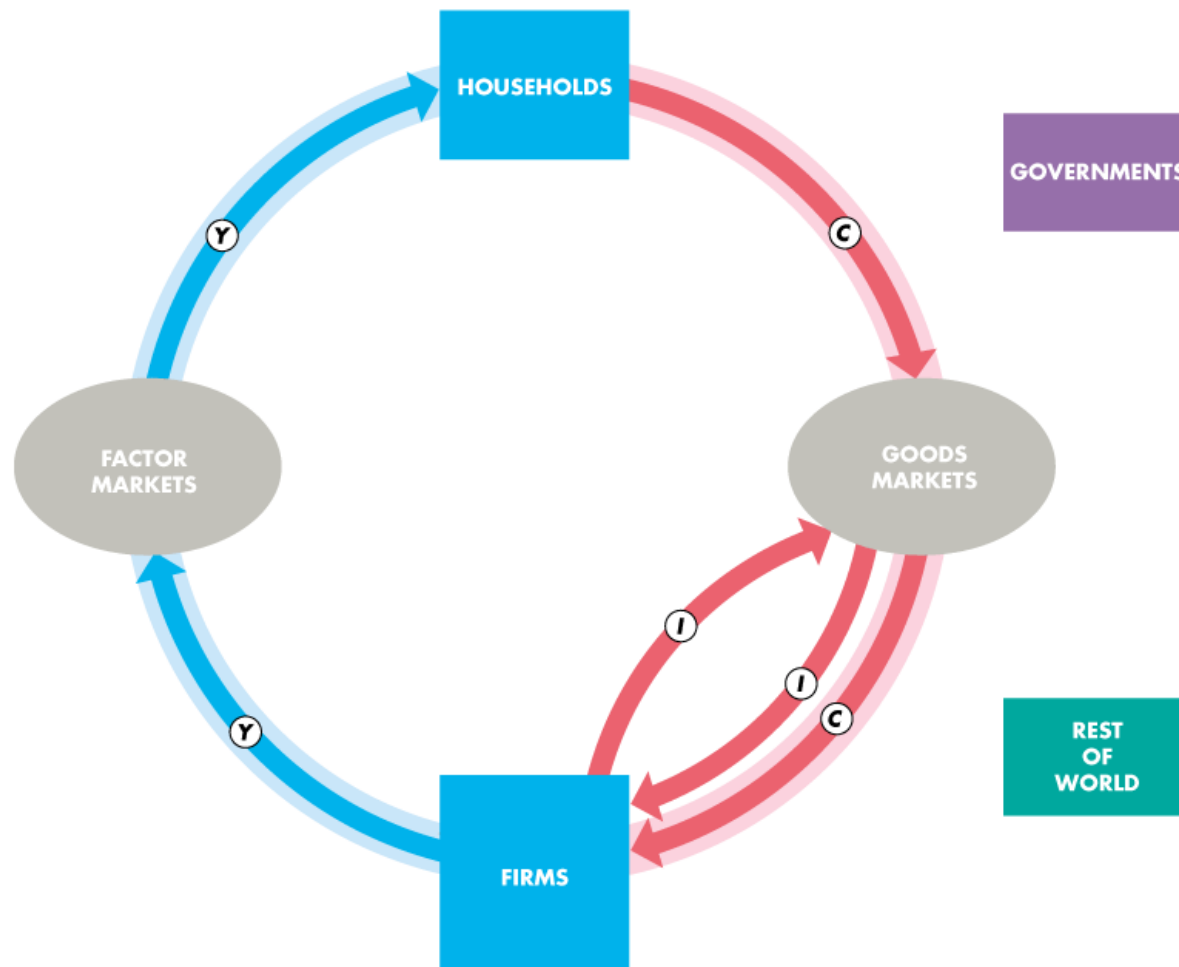 HOUSEHOLDS
GOVERNMENTS
Y
C
FACTOR
MARKETS
GOODS
MARKETS
I
I
C
Y
REST
OF
WORLD
FIRMS